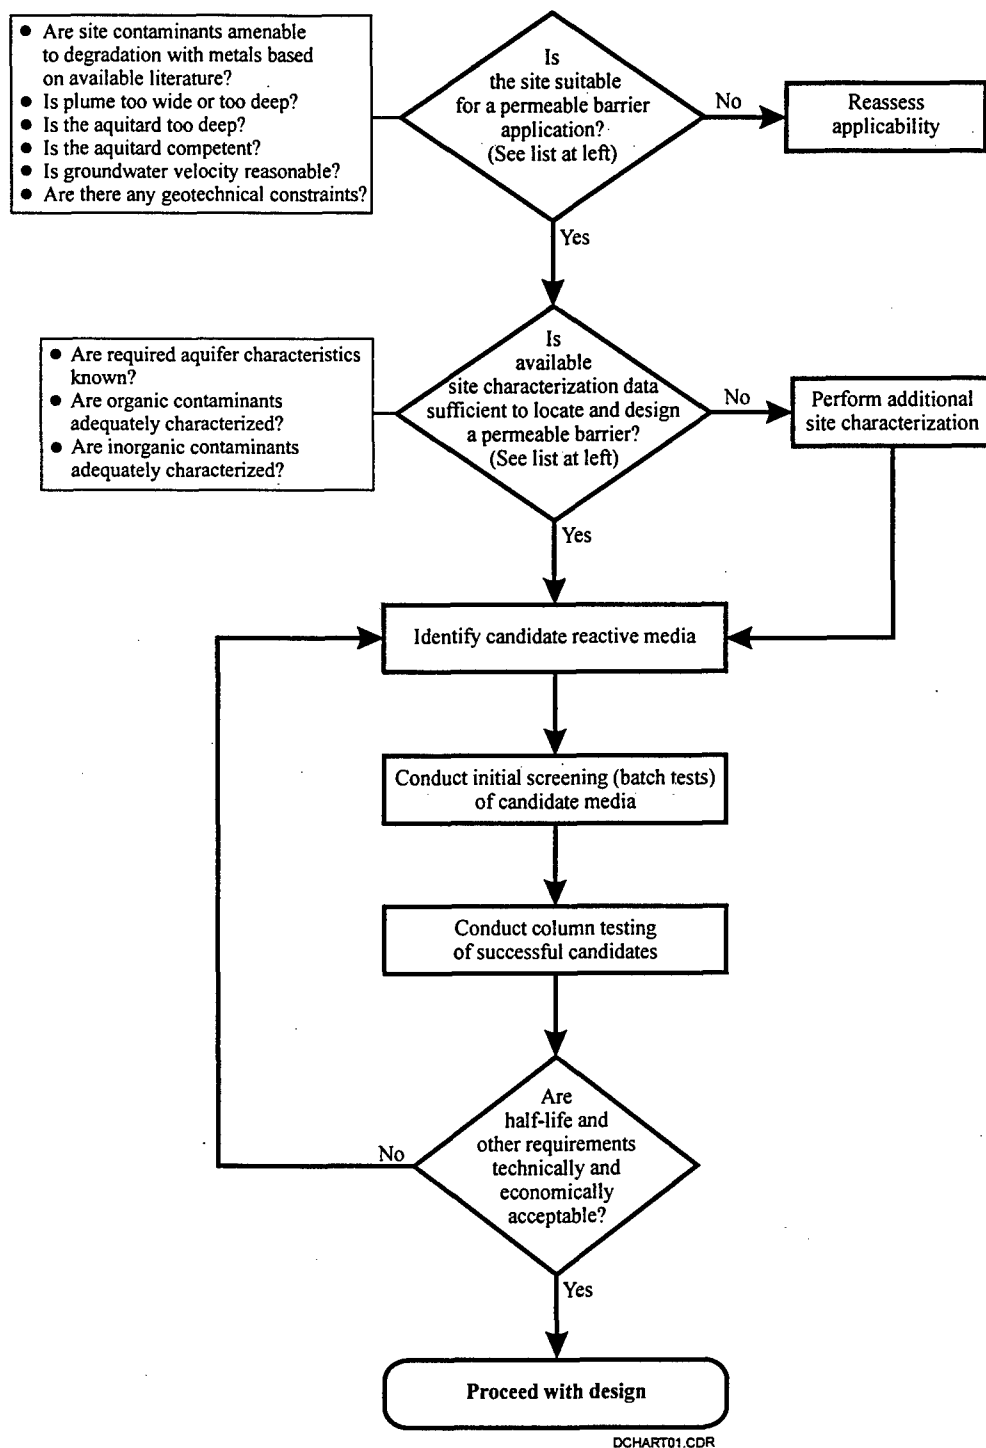 ● Are site contaminants amenable
to degradation with metals based
on available literature?
● Is plume too wide or too deep?
● Is the aquitard too deep?
● Is the aquitard competent?
● Is groundwater velocity reasonable?
● Are there any geotechnical constraints?
Is
the site suitable
for a permeable barrier
application?
(See list at left)
No
Reassess
applicability
Yes
● Are required aquifer characteristics
known?
● Are organic contaminants
adequately characterized?
● Are inorganic contaminants
adequately characterized?
Is
available
site characterization data
sufficient to locate and design
a permeable barrier?
(See list at left)
No
Perform additional
site characterization
Yes
Identify candidate reactive media
Conduct initial screening (batch tests)
of candidate media
Conduct column testing
of successful candidates
Are
half-life and
other requirements
technically and
economically
acceptable?
No
Yes
Proceed with design
DCHART01.CDR